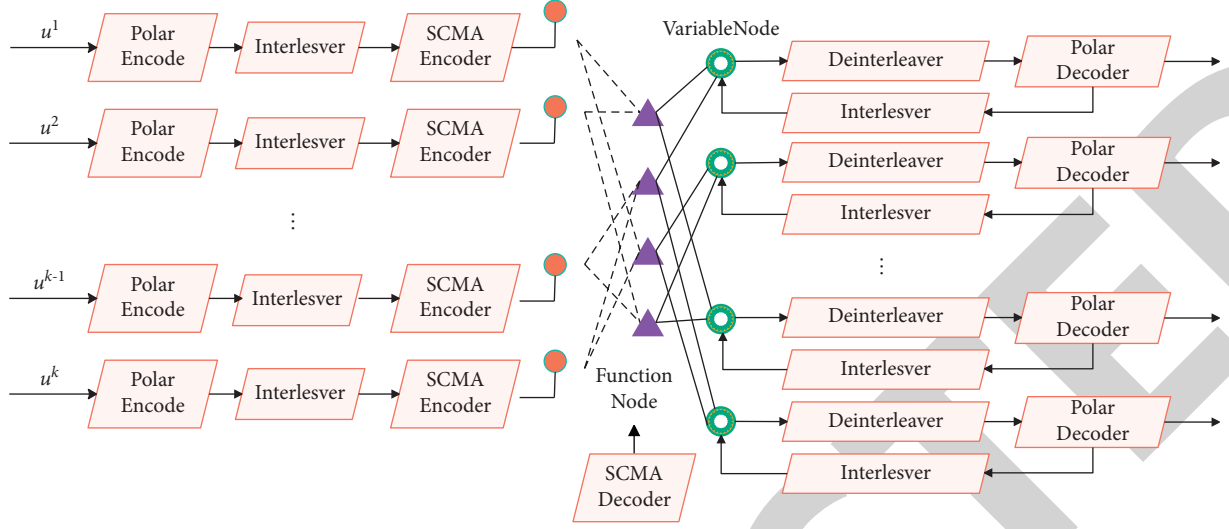 u1
Polar
Encode
Interlesver
SCMA
Encoder
u2
Polar
Encode
Interlesver
SCMA
Encoder
⋮
uk-1
Polar
Encode
Interlesver
SCMA
Encoder
uk
Polar
Encode
Interlesver
SCMA
Encoder
VariableNode
Function
Node
SCMA
Decoder
Deinterleaver
Polar
Decoder
Interlesver
Deinterleaver
Polar
Decoder
Interlesver
⋮
Deinterleaver
Polar
Decoder
Interlesver
Deinterleaver
Polar
Decoder
Interlesver